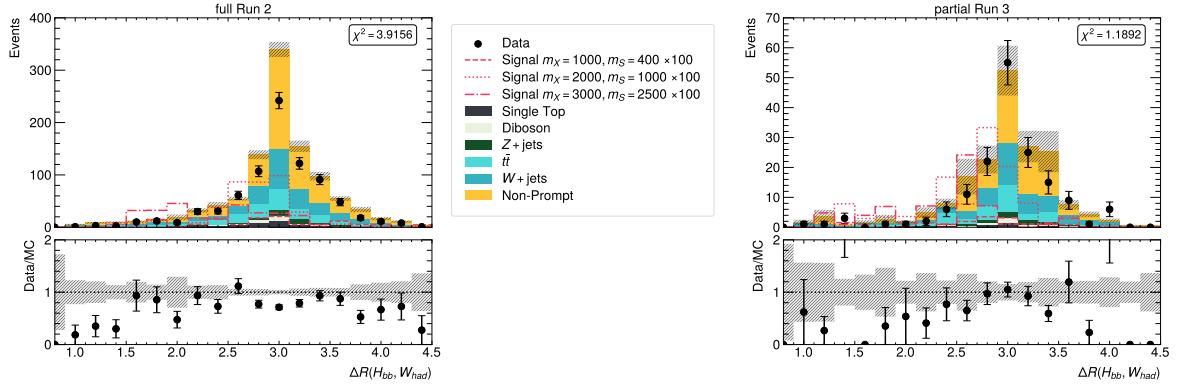 full Run 2
Events
400
300
200
100
0
χ² = 3.9156
Data/MC
2
1
0
1.0 1.5 2.0 2.5 3.0 3.5 4.0 4.5
ΔR(H_bb, W_had)
Data
Signal m_X = 1000, m_S = 400 ×100
Signal m_X = 2000, m_S = 1000 ×100
Signal m_X = 3000, m_S = 2500 ×100
Single Top
Diboson
Z + jets
tt̄
W + jets
Non-Prompt
partial Run 3
Events
70
60
50
40
30
20
10
0
χ² = 1.1892
Data/MC
2
1
0
1.0 1.5 2.0 2.5 3.0 3.5 4.0 4.5
ΔR(H_bb, W_had)